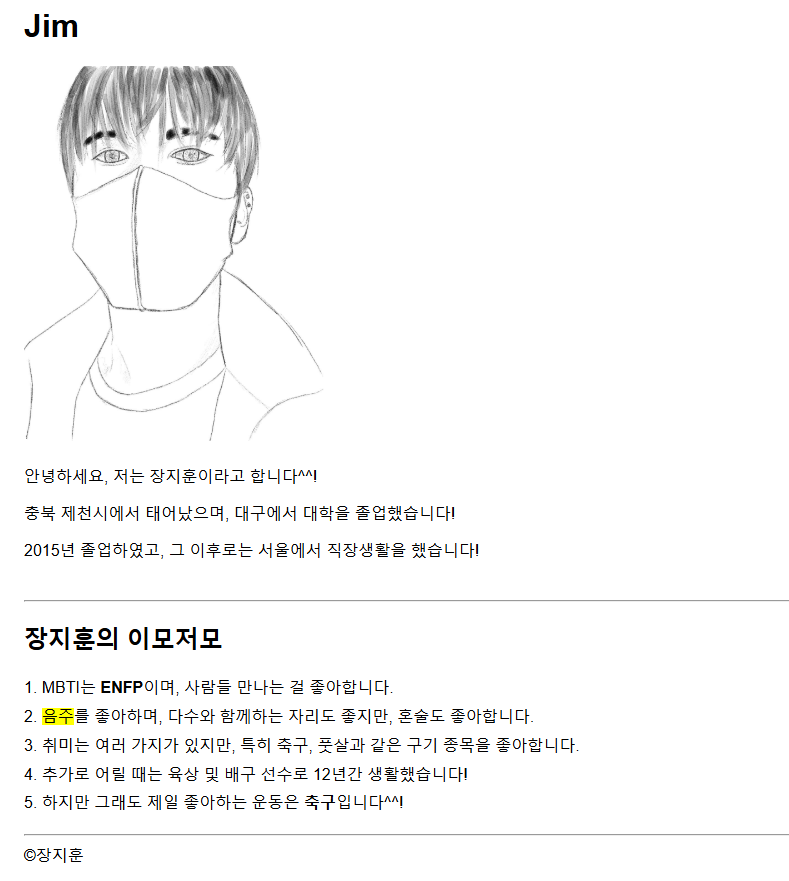 Jim
안녕하세요, 저는 장지훈이라고 합니다^^!
충북 제천시에서 태어났으며, 대구에서 대학을 졸업했습니다!
2015년 졸업하였고, 그 이후로는 서울에서 직장생활을 했습니다!
장지훈의 이모저모
1. MBTI는 ENFP이며, 사람들 만나는 걸 좋아합니다.
2. 음주를 좋아하며, 다수와 함께하는 자리도 좋지만, 혼술도 좋아합니다.
3. 취미는 여러 가지가 있지만, 특히 축구, 풋살과 같은 구기 종목을 좋아합니다.
4. 추가로 어릴 때는 육상 및 배구 선수로 12년간 생활했습니다!
5. 하지만 그래도 제일 좋아하는 운동은 축구입니다^^!
©장지훈